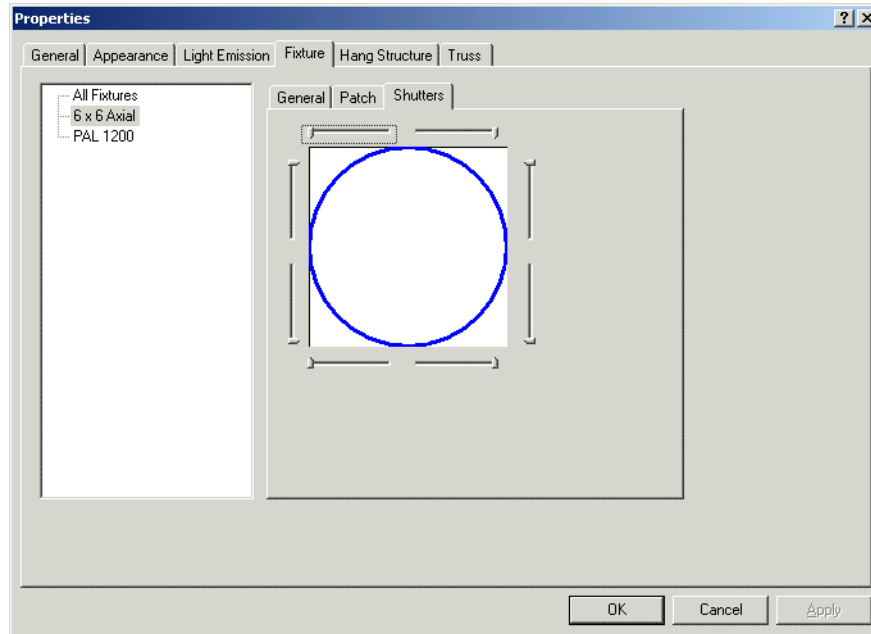 Properties
General Appearance Light Emission Fixture Hang Structure Truss
All Fixtures
6 x 6 Axial
PAL 1200
General Patch Shutters
OK Cancel Apply